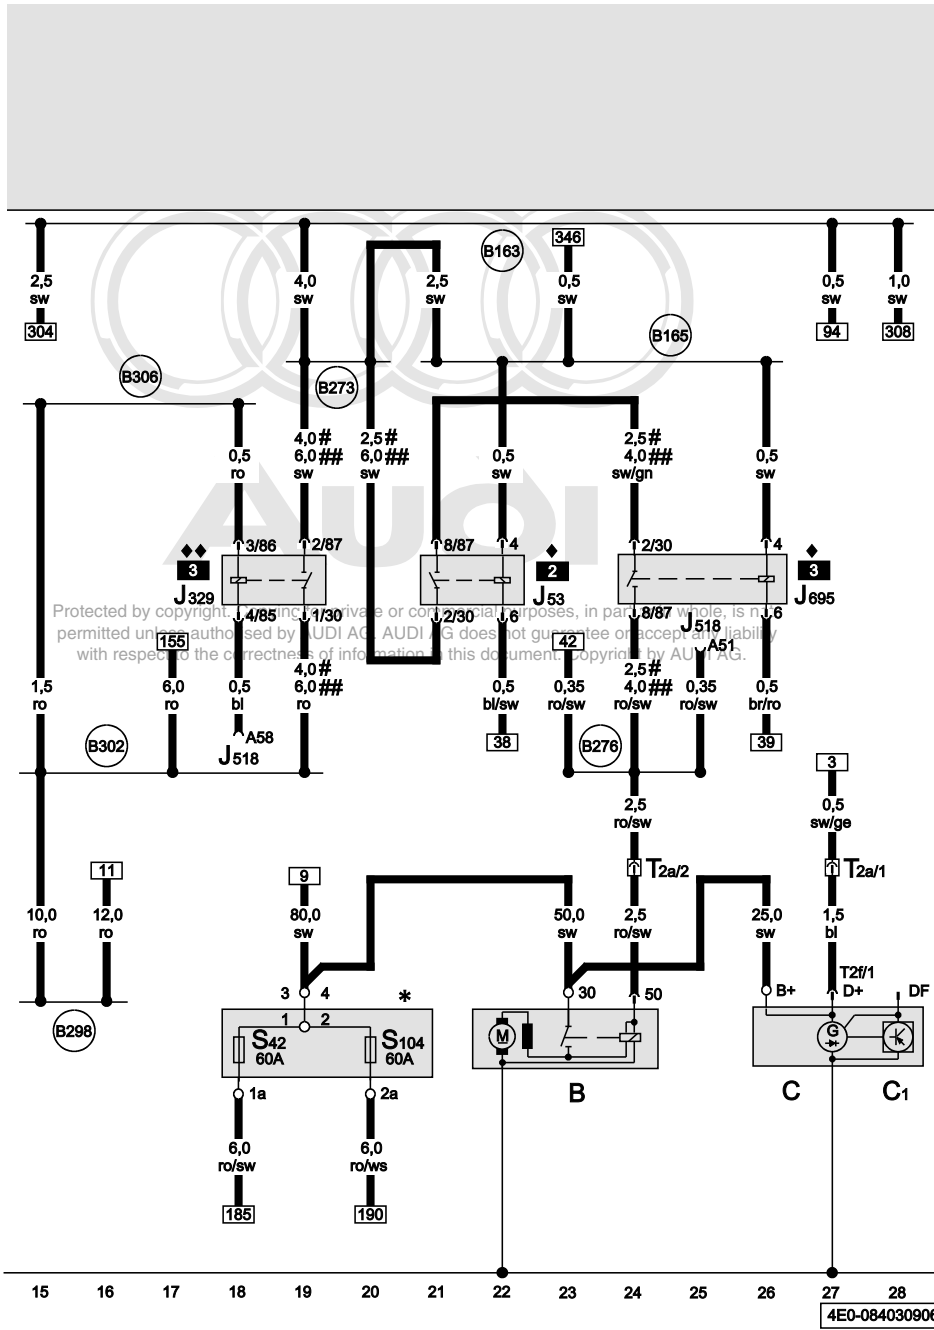 B163
346
2,5
sw
4,0
sw
2,5
sw
0,5
sw
0,5
sw
1,0
sw
304
94
308
B165
B306
B273
0,5
ro
4,0 #
6,0 ##
sw
2,5 #
6,0 ##
sw
0,5
sw
2,5 #
4,0 ##
sw/gn
0,5
sw
AUDI
3/86
2/87
8/87
4
2/30
4
♦♦
3
J329
♦
2
J53
♦
3
J695
4/85
1/30
2/30
6
8/87
6
Protected by copyright. Copying for private or commercial purposes, in part or whole, is not
permitted unless authorised by AUDI AG. AUDI AG does not guarantee or accept any liability
with respect to the correctness of information in this document. Copyright by AUDI AG.
155
42
J518
A51
1,5
ro
6,0
ro
0,5
bl
4,0 #
6,0 ##
ro
0,5
bl/sw
0,35
ro/sw
2,5 #
4,0 ##
ro/sw
0,35
ro/sw
0,5
br/ro
A58
J518
B302
38
B276
39
3
2,5
ro/sw
0,5
sw/ge
11
9
T2a/2
T2a/1
10,0
ro
12,0
ro
80,0
sw
50,0
sw
2,5
ro/sw
25,0
sw
1,5
bl
T2f/1
3 4
*
30
50
B+
D+
DF
B298
1 2
S42
60A
S104
60A
M
G
1a
2a
B
C
C1
6,0
ro/sw
6,0
ro/ws
185
190
15 16 17 18 19 20 21 22 23 24 25 26 27 28
4E0-084030906